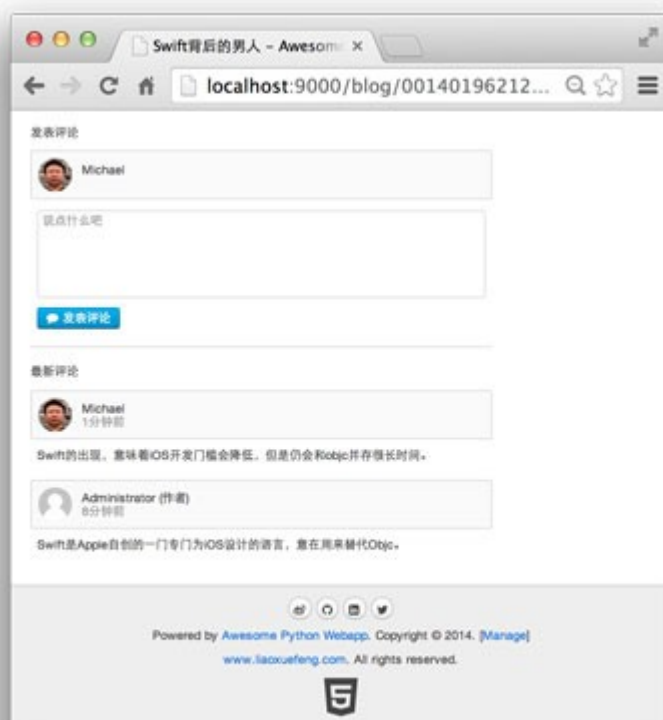 Swift背后的男人 – Awesom
localhost:9000/blog/00140196212...
发表评论
Michael
说点什么吧
发表评论
最新评论
Michael
1分钟前
Swift的出现，意味着iOS开发门槛会降低，但是仍会和objc并存很长时间。
Administrator (作者)
8分钟前
Swift是Apple自创的一门专门为iOS设计的语言，意在用来替代Objc。
Powered by Awesome Python Webapp. Copyright © 2014. [Manage]
www.liaoxuefeng.com. All rights reserved.